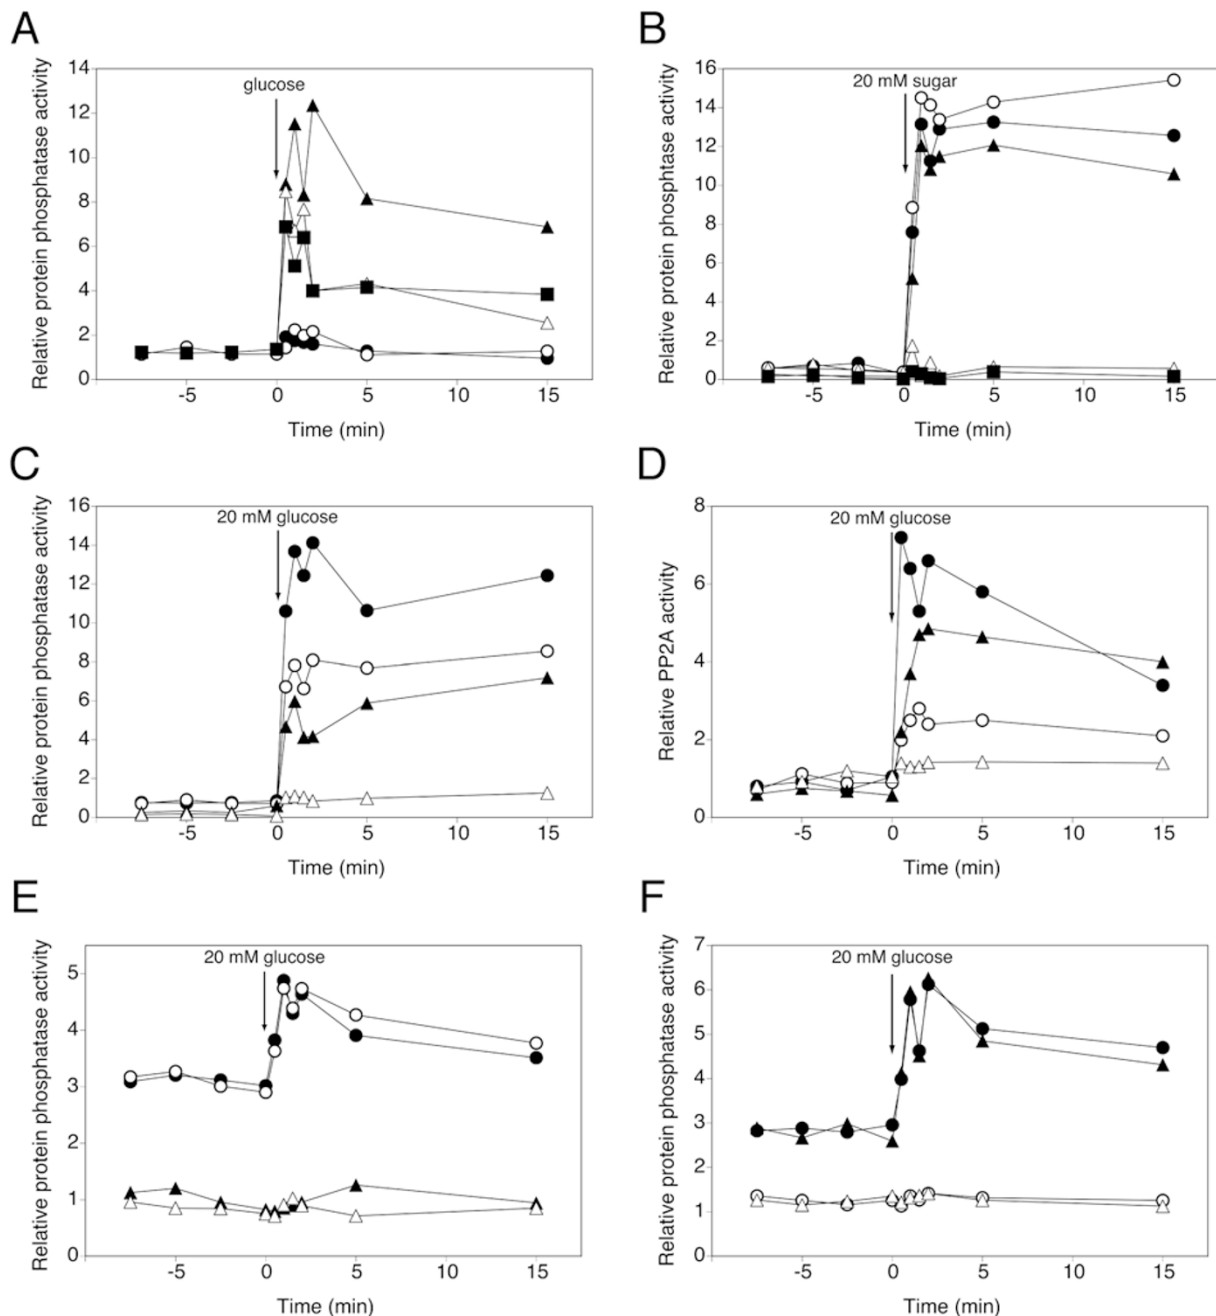 A
Relative protein phosphatase activity
14
12
10
8
6
4
2
0
glucose
-5 0 5 10 15
Time (min)
B
Relative protein phosphtase activity
16
14
12
10
8
6
4
2
0
20 mM sugar
-5 0 5 10 15
Time (min)
C
Relative protein phosphatase activity
16
14
12
10
8
6
4
2
0
20 mM glucose
-5 0 5 10 15
Time (min)
D
Relative PP2A activity
8
6
4
2
0
20 mM glucose
-5 0 5 10 15
Time (min)
E
Relative protein phosphatase activity
5
4
3
2
1
0
20 mM glucose
-5 0 5 10 15
Time (min)
F
Relative protein phosphatase activity
7
6
5
4
3
2
1
0
20 mM glucose
-5 0 5 10 15
Time (min)